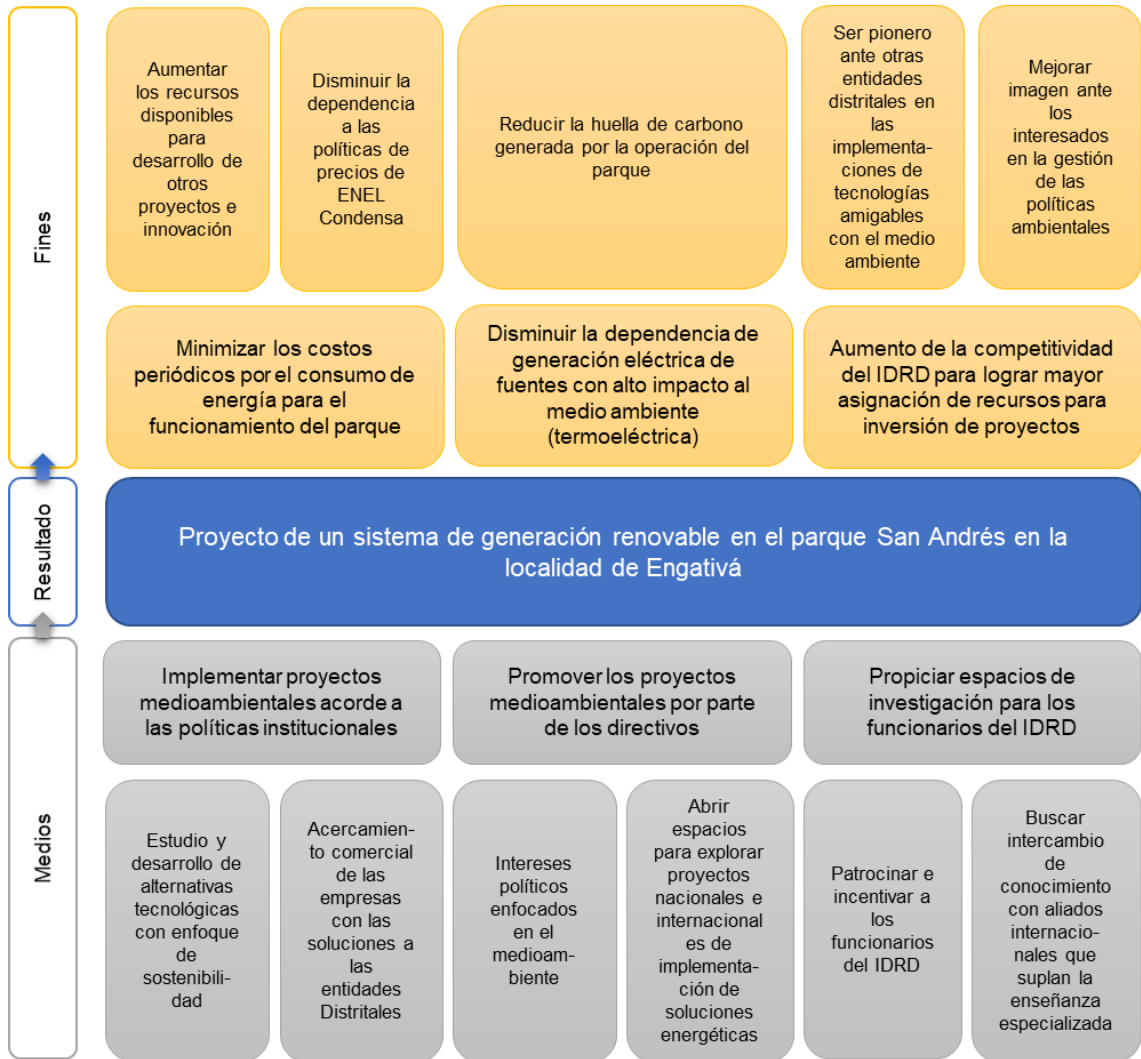 Fines
Aumentar
los recursos
disponibles
para
desarrollo de
otros
proyectos e
innovación
Disminuir la
dependencia
a las
políticas de
precios de
ENEL
Condensa
Reducir la huella de carbono
generada por la operación del
parque
Ser pionero
ante otras
entidades
distritales en
las
implementa-
ciones de
tecnologías
amigables
con el medio
ambiente
Mejorar
imagen ante
los
interesados
en la gestión
de las
políticas
ambientales
Minimizar los costos
periódicos por el consumo de
energía para el
funcionamiento del parque
Disminuir la dependencia de
generación eléctrica de
fuentes con alto impacto al
medio ambiente
(termoeléctrica)
Aumento de la competitividad
del IDRD para lograr mayor
asignación de recursos para
inversión de proyectos
Resultado
Proyecto de un sistema de generación renovable en el parque San Andrés en la
localidad de Engativá
Medios
Implementar proyectos
medioambientales acorde a
las políticas institucionales
Promover los proyectos
medioambientales por parte
de los directivos
Propiciar espacios de
investigación para los
funcionarios del IDRD
Estudio y
desarrollo de
alternativas
tecnológicas
con enfoque
de
sostenibili-
dad
Acercamien-
to comercial
de las
empresas
con las
soluciones a
las
entidades
Distritales
Intereses
políticos
enfocados
en el
medioam-
biente
Abrir
espacios
para explorar
proyectos
nacionales e
internacional
es de
implementa-
ción de
soluciones
energéticas
Patrocinar e
incentivar a
los
funcionarios
del IDRD
Buscar
intercambio
de
conocimiento
con aliados
internacio-
nales que
suplan la
enseñanza
especializada